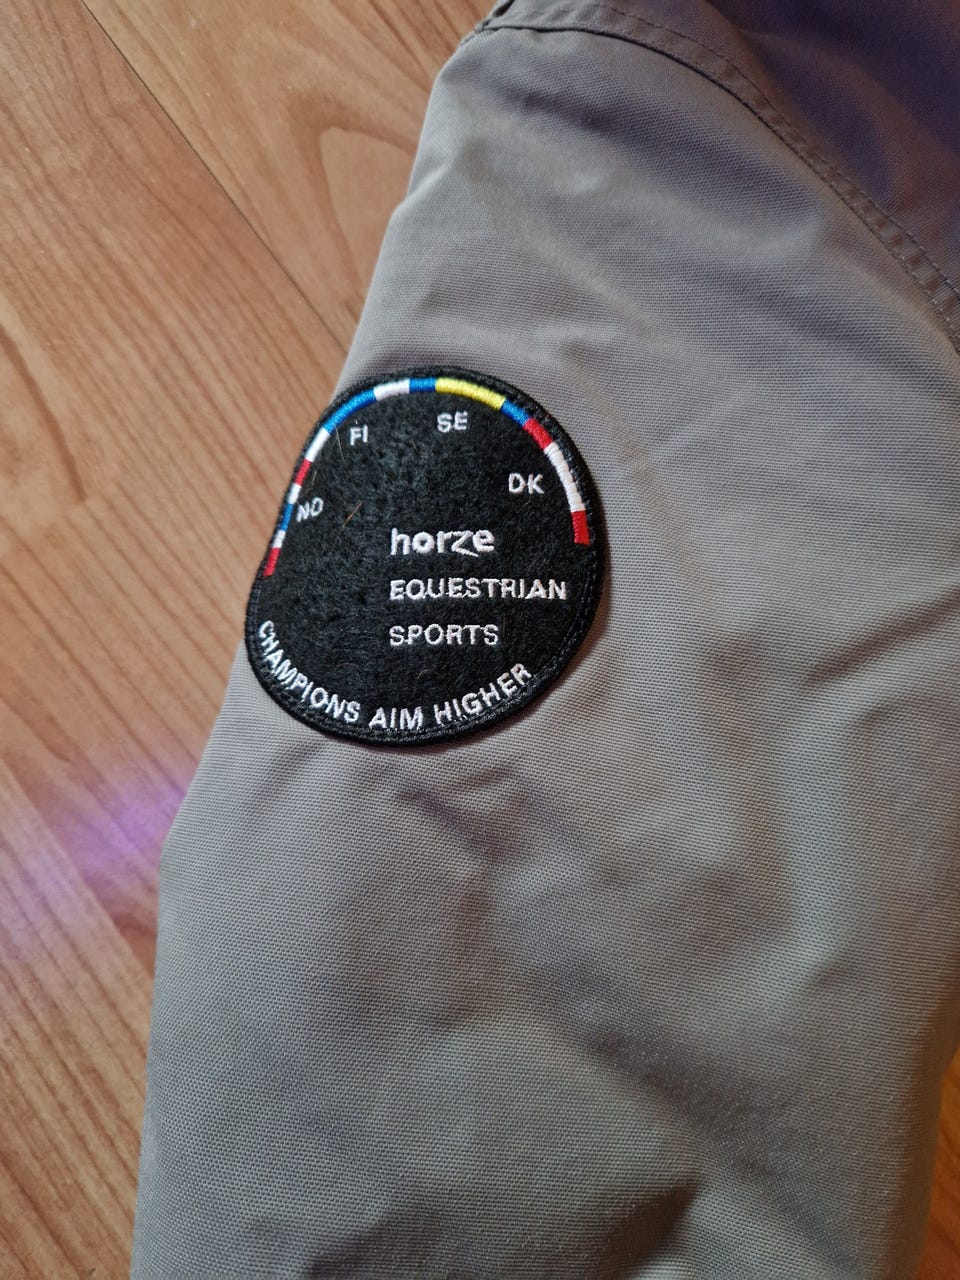 NO
FI
SE
DK
horze
EQUESTRIAN
SPORTS
CHAMPIONS AIM HIGHER